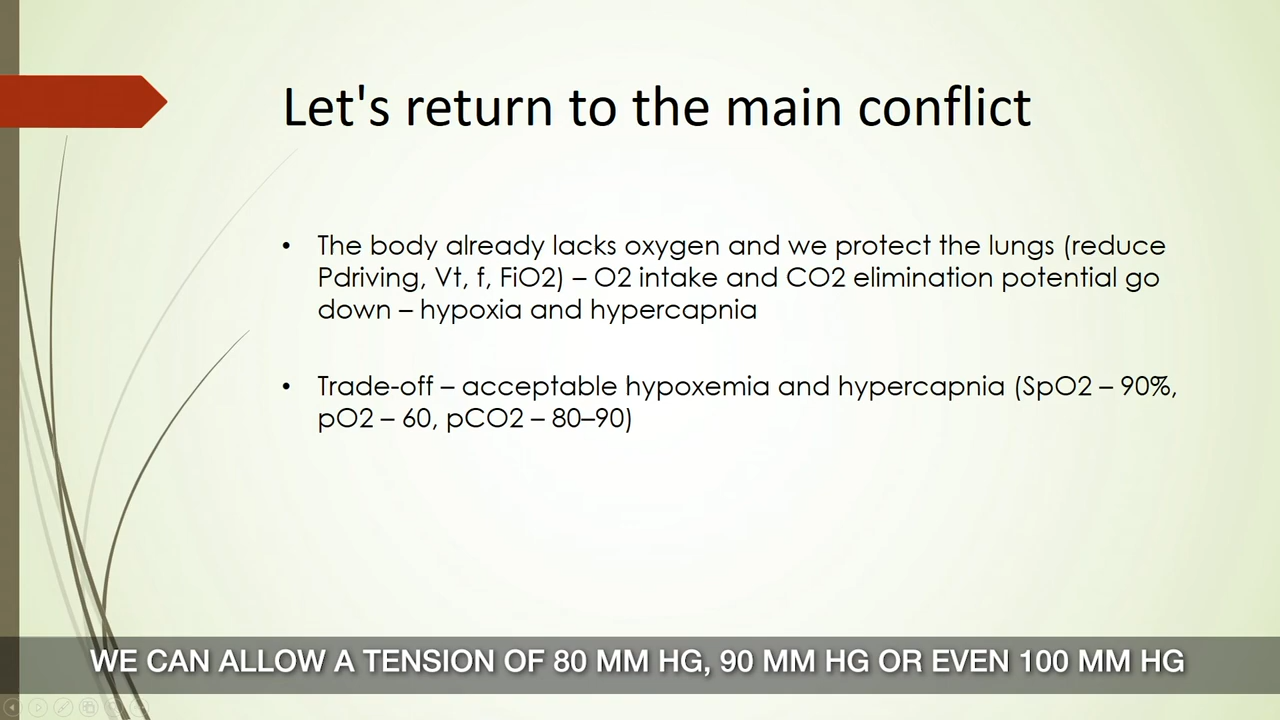 Let's return to the main conflict
• The body already lacks oxygen and we protect the lungs (reduce
Pdriving, Vt, f, FiO2) – O2 intake and CO2 elimination potential go
down – hypoxia and hypercapnia
• Trade-off – acceptable hypoxemia and hypercapnia (SpO2 – 90%,
pO2 – 60, pCO2 – 80–90)
WE CAN ALLOW A TENSION OF 80 MM HG, 90 MM HG OR EVEN 100 MM HG